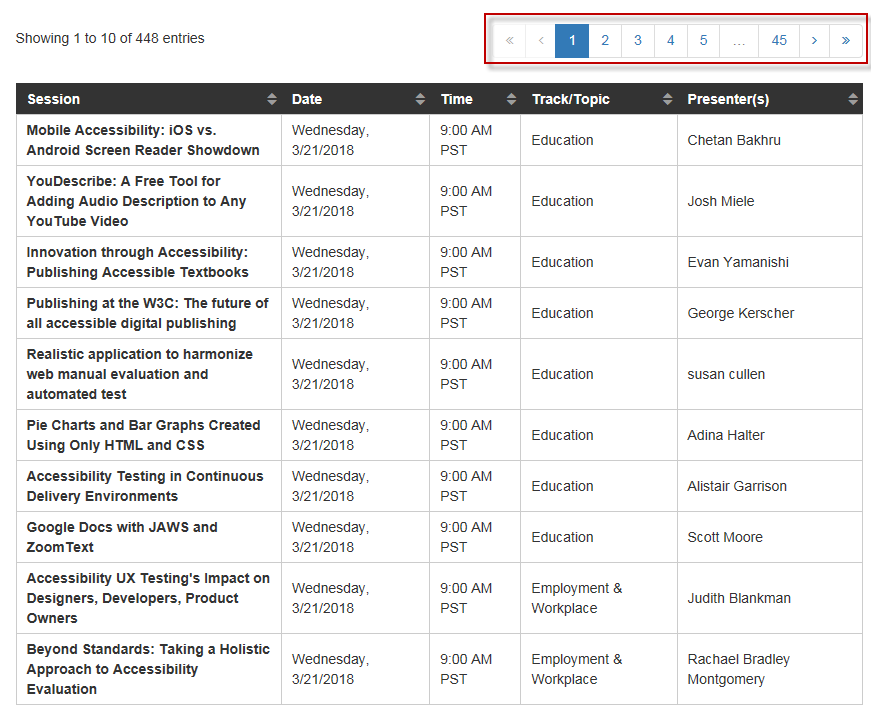 Showing 1 to 10 of 448 entries
« ‹ 1 2 3 4 5 … 45 › »
Session Date Time Track/Topic Presenter(s)
Mobile Accessibility: iOS vs. Wednesday, 9:00 AM Education Chetan Bakhru
Android Screen Reader Showdown 3/21/2018 PST
YouDescribe: A Free Tool for Wednesday, 9:00 AM Education Josh Miele
Adding Audio Description to Any 3/21/2018 PST
YouTube Video
Innovation through Accessibility: Wednesday, 9:00 AM Education Evan Yamanishi
Publishing Accessible Textbooks 3/21/2018 PST
Publishing at the W3C: The future of Wednesday, 9:00 AM Education George Kerscher
all accessible digital publishing 3/21/2018 PST
Realistic application to harmonize Wednesday, 9:00 AM Education susan cullen
web manual evaluation and 3/21/2018 PST
automated test
Pie Charts and Bar Graphs Created Wednesday, 9:00 AM Education Adina Halter
Using Only HTML and CSS 3/21/2018 PST
Accessibility Testing in Continuous Wednesday, 9:00 AM Education Alistair Garrison
Delivery Environments 3/21/2018 PST
Google Docs with JAWS and Wednesday, 9:00 AM Education Scott Moore
ZoomText 3/21/2018 PST
Accessibility UX Testing's Impact on Wednesday, 9:00 AM Employment & Judith Blankman
Designers, Developers, Product 3/21/2018 PST Workplace
Owners
Beyond Standards: Taking a Holistic Wednesday, 9:00 AM Employment & Rachael Bradley
Approach to Accessibility 3/21/2018 PST Workplace Montgomery
Evaluation